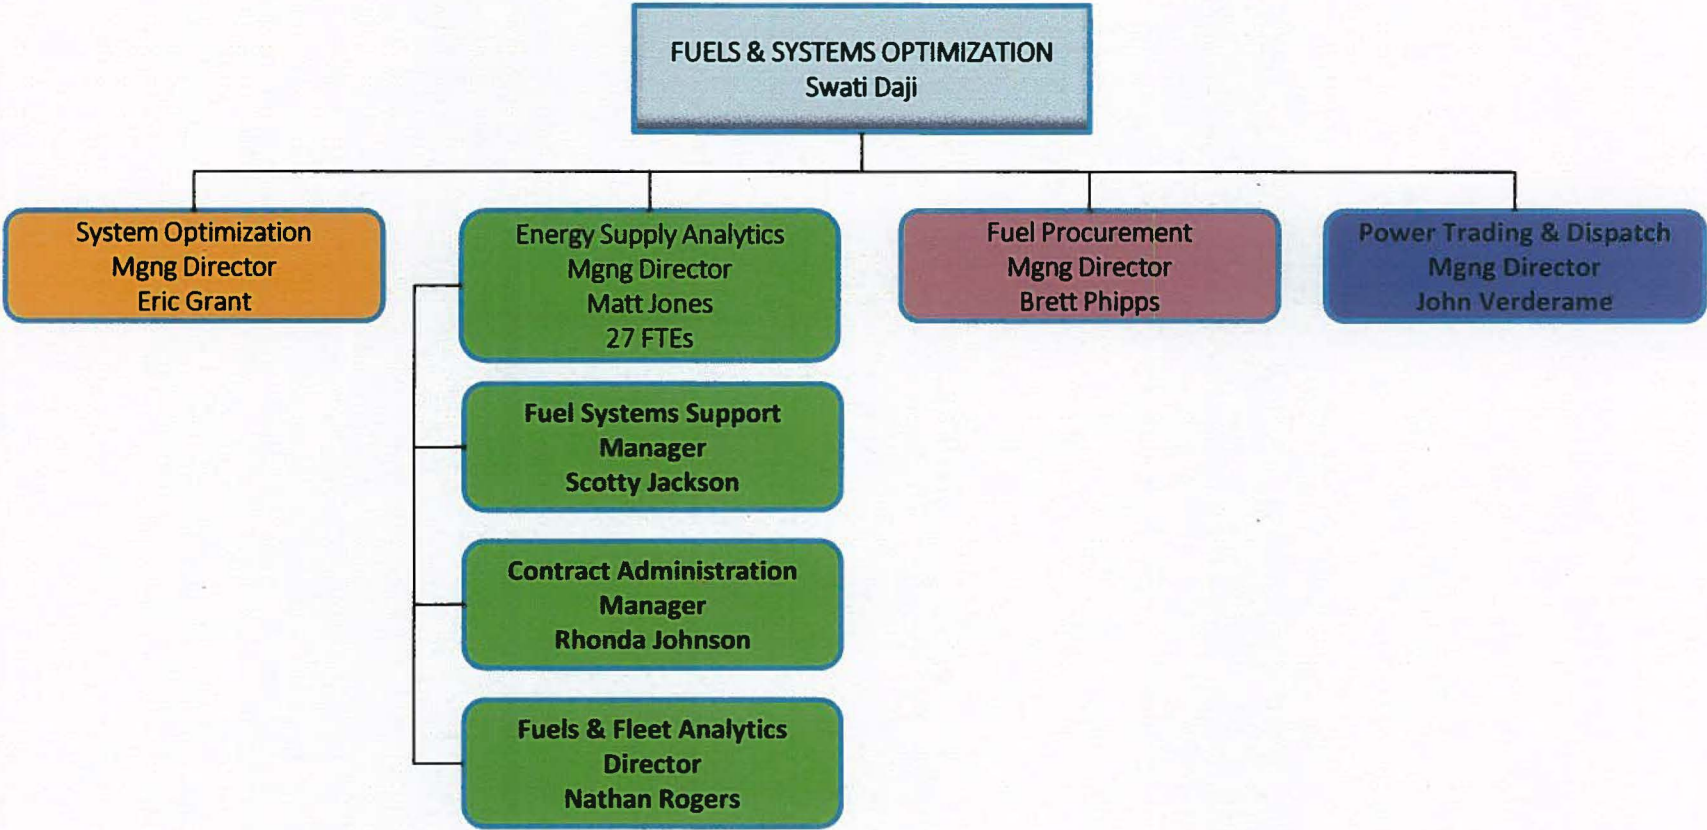 FUELS & SYSTEMS OPTIMIZATION
Swati Daji
System Optimization
Mgng Director
Eric Grant
Energy Supply Analytics
Mgng Director
Matt Jones
27 FTEs
Fuel Procurement
Mgng Director
Brett Phipps
Power Trading & Dispatch
Mgng Director
John Verderame
Fuel Systems Support
Manager
Scotty Jackson
Contract Administration
Manager
Rhonda Johnson
Fuels & Fleet Analytics
Director
Nathan Rogers